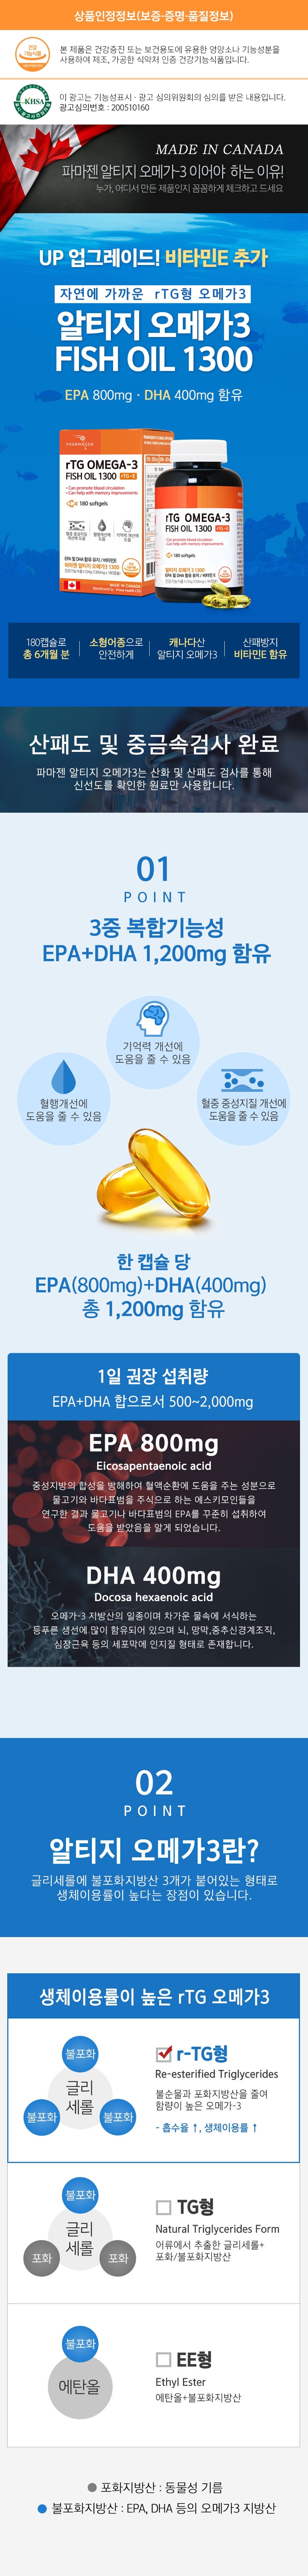 상품인정정보(보증·증명·품질정보)
건강
기능식품
본 제품은 건강증진 또는 보건용도에 유용한 영양소나 기능성분을
사용하여 제조, 가공한 식약처 인증 건강기능식품입니다.
KHSA
이 광고는 기능성표시 · 광고 심의위원회의 심의를 받은 내용입니다.
광고심의번호 : 200510160
MADE IN CANADA
파마젠 알티지 오메가-3 이어야 하는 이유!
누가, 어디서 만든 제품인지 꼼꼼하게 체크하고 드세요
UP 업그레이드! 비타민E 추가
자연에 가까운 rTG형 오메가3
알티지 오메가3
FISH OIL 1300
EPA 800mg · DHA 400mg 함유
rTG OMEGA-3
FISH OIL 1300
• Can promote blood circulation
• Can help with memory improvements
180 softgels
rTG OMEGA-3
FISH OIL 1300
• Can promote blood circulation
• Can help with memory improvements
180 softgels
180캡슐로
총 6개월 분
소형어종으로
안전하게
캐나다산
알티지 오메가3
산패방지
비타민E 함유
산패도 및 중금속검사 완료
파마젠 알티지 오메가3는 산화 및 산패도 검사를 통해
신선도를 확인한 원료만 사용합니다.
01
POINT
3중 복합기능성
EPA+DHA 1,200mg 함유
기억력 개선에
도움을 줄 수 있음
혈행개선에
도움을 줄 수 있음
혈중 중성지질 개선에
도움을 줄 수 있음
한 캡슐 당
EPA(800mg)+DHA(400mg)
총 1,200mg 함유
1일 권장 섭취량
EPA+DHA 합으로서 500~2,000mg
EPA 800mg
EIcosapentaenoic acid
중성지방의 합성을 방해하여 혈액순환에 도움을 주는 성분으로
물고기와 바다표범을 주식으로 하는 에스키모인들을
연구한 결과 물고기나 바다표범의 EPA를 꾸준히 섭취하여
도움을 받았음을 알게 되었습니다.
DHA 400mg
Docosa hexaenoic acid
오메가-3 지방산의 일종이며 차가운 물속에 서식하는
등푸른 생선에 많이 함유되어 있으며 뇌, 망막,중추신경계조직,
심장근육 등의 세포막에 인지질 형태로 존재합니다.
02
POINT
알티지 오메가3란?
글리세롤에 불포화지방산 3개가 붙어있는 형태로
생체이용률이 높다는 장점이 있습니다.
생체이용률이 높은 rTG 오메가3
불포화
글리
세롤
불포화
불포화
r-TG형
Re-esterified Triglycerides
불순물과 포화지방산을 줄여
함량이 높은 오메가-3
- 흡수율 ↑, 생체이용률 ↑
불포화
글리
세롤
포화
포화
TG형
Natural Triglycerides Form
어류에서 추출한 글리세롤+
포화/불포화지방산
불포화
에탄올
EE형
Ethyl Ester
에탄올+불포화지방산
포화지방산 : 동물성 기름
불포화지방산 : EPA, DHA 등의 오메가3 지방산